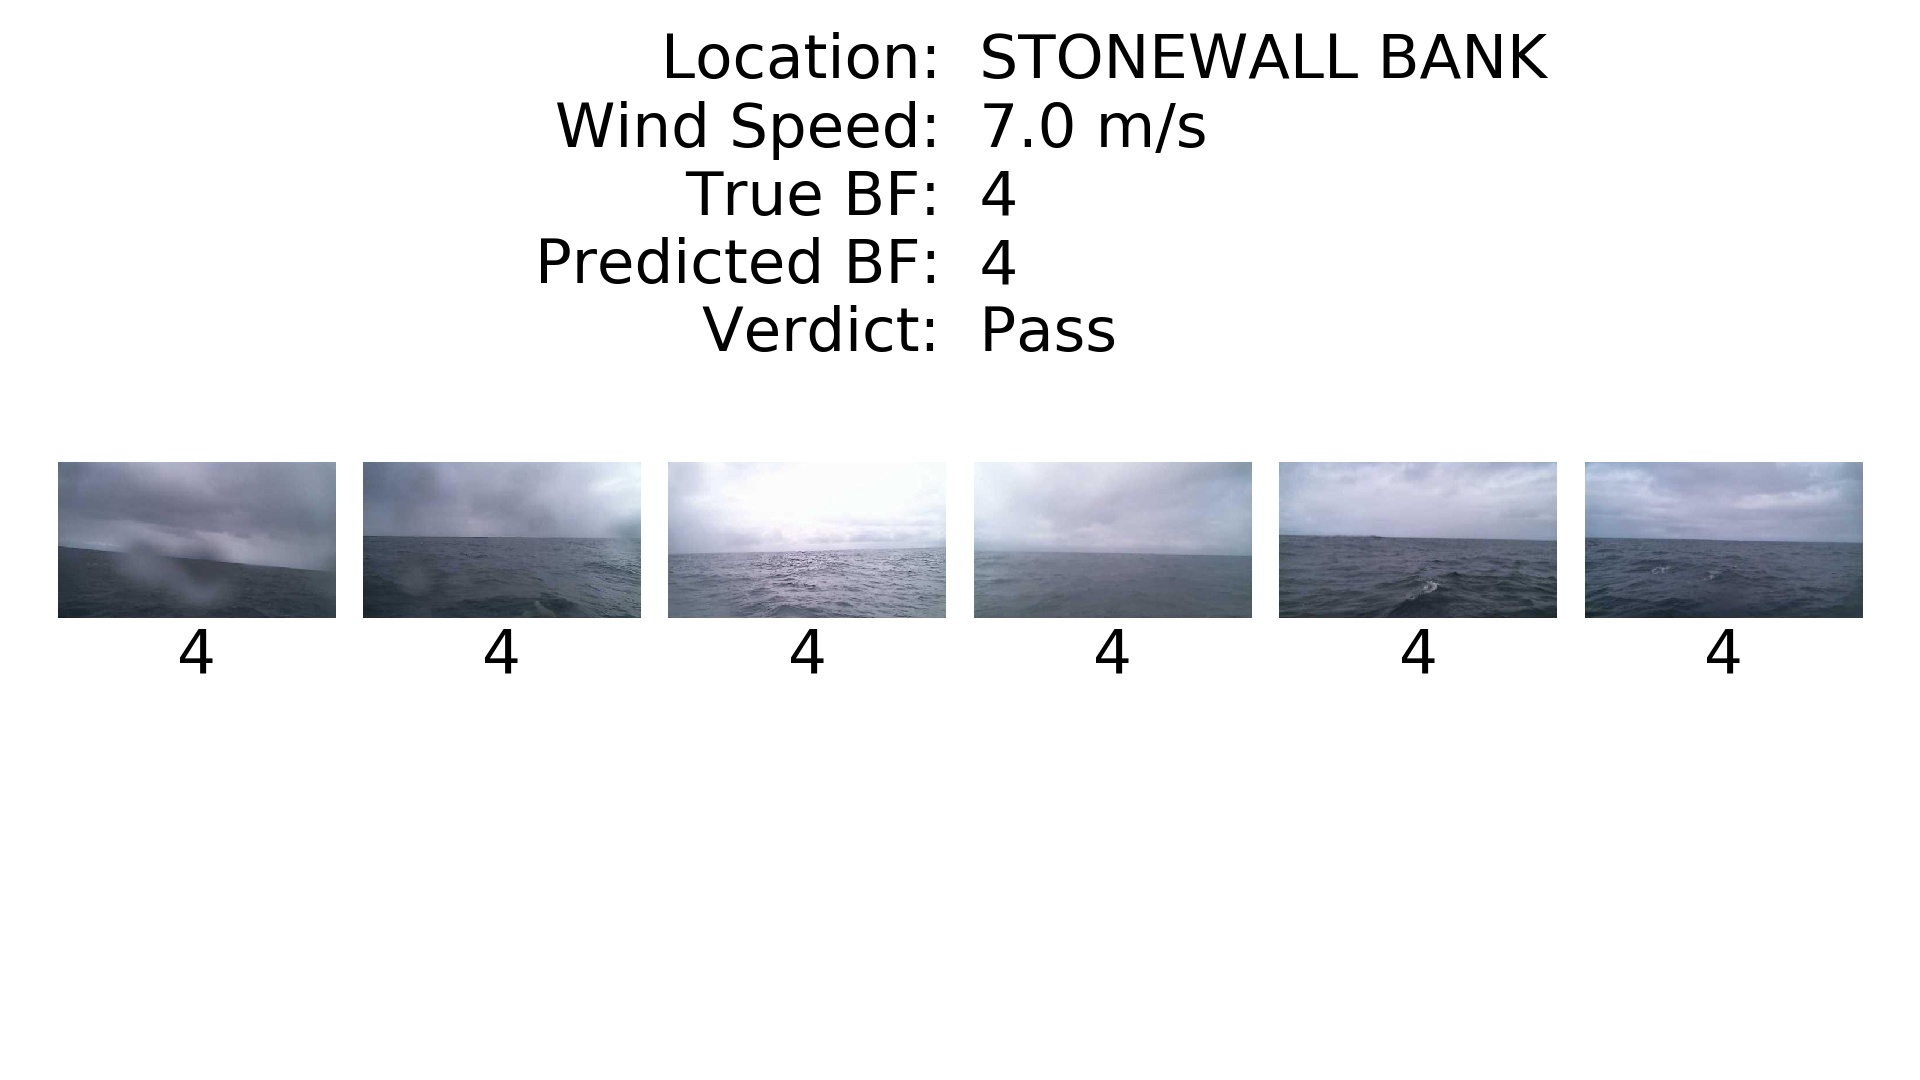 Location: STONEWALL BANK
Wind Speed: 7.0 m/s
True BF: 4
Predicted BF: 4
Verdict: Pass
4 4 4 4 4 4